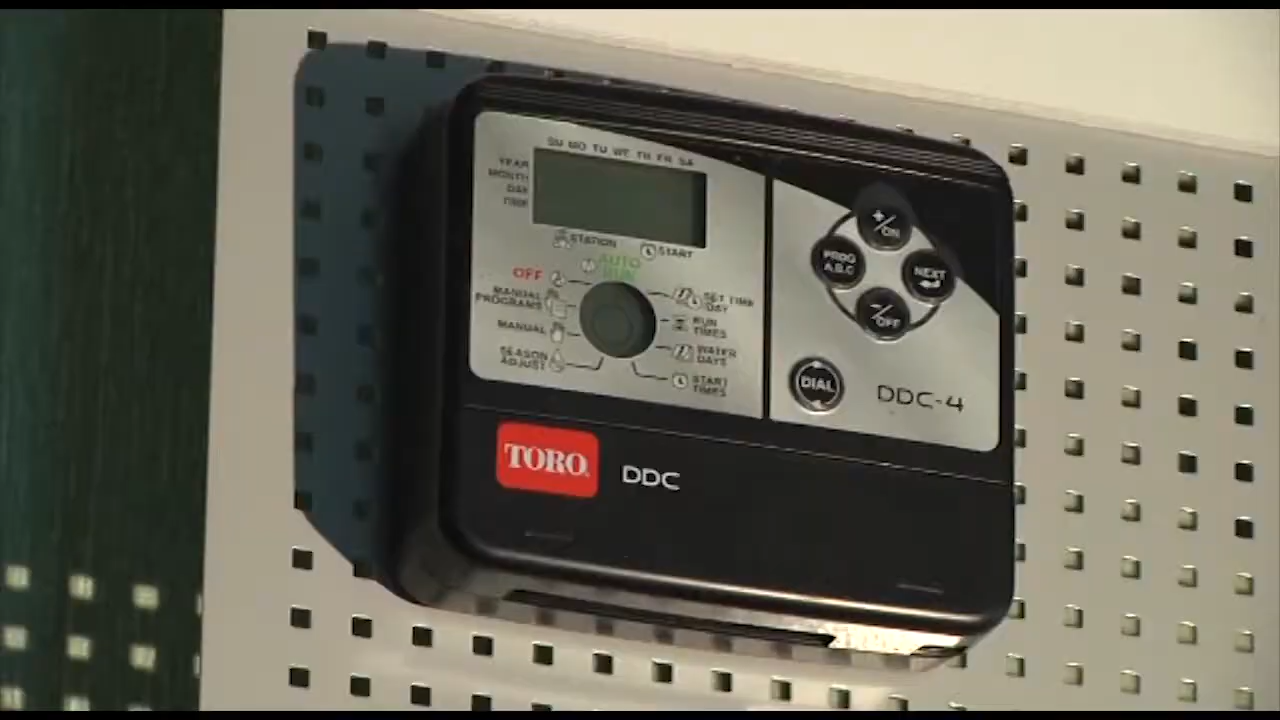 SU MO TU WE TH FR SA
YEAR
MONTH
DAY
TIME
STATION
START
OFF
AUTO
RUN
MANUAL
PROGRAMS
MANUAL
SEASON
ADJUST
SET TIME
DAY
RUN
TIMES
WATER
DAYS
START
TIMES
+/ON
PROG
A.B.C
NEXT
-/OFF
DIAL
DDC-4
TORO
DDC